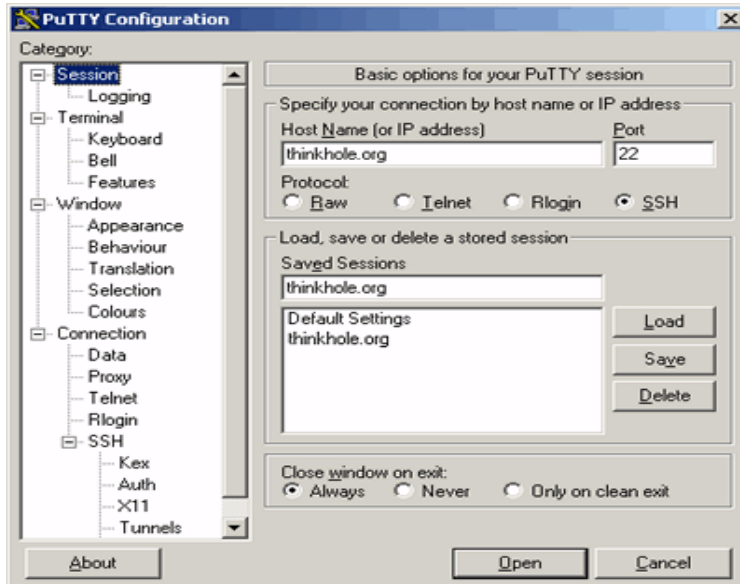 PuTTY Configuration
Category:
Session
Logging
Terminal
Keyboard
Bell
Features
Window
Appearance
Behaviour
Translation
Selection
Colours
Connection
Data
Proxy
Telnet
Rlogin
SSH
Kex
Auth
X11
Tunnels
Basic options for your PuTTY session
Specify your connection by host name or IP address
Host Name (or IP address) Port
thinkhole.org 22
Protocol:
Raw Telnet Rlogin SSH
Load, save or delete a stored session
Saved Sessions
thinkhole.org
Default Settings
thinkhole.org
Load
Save
Delete
Close window on exit:
Always Never Only on clean exit
About Open Cancel